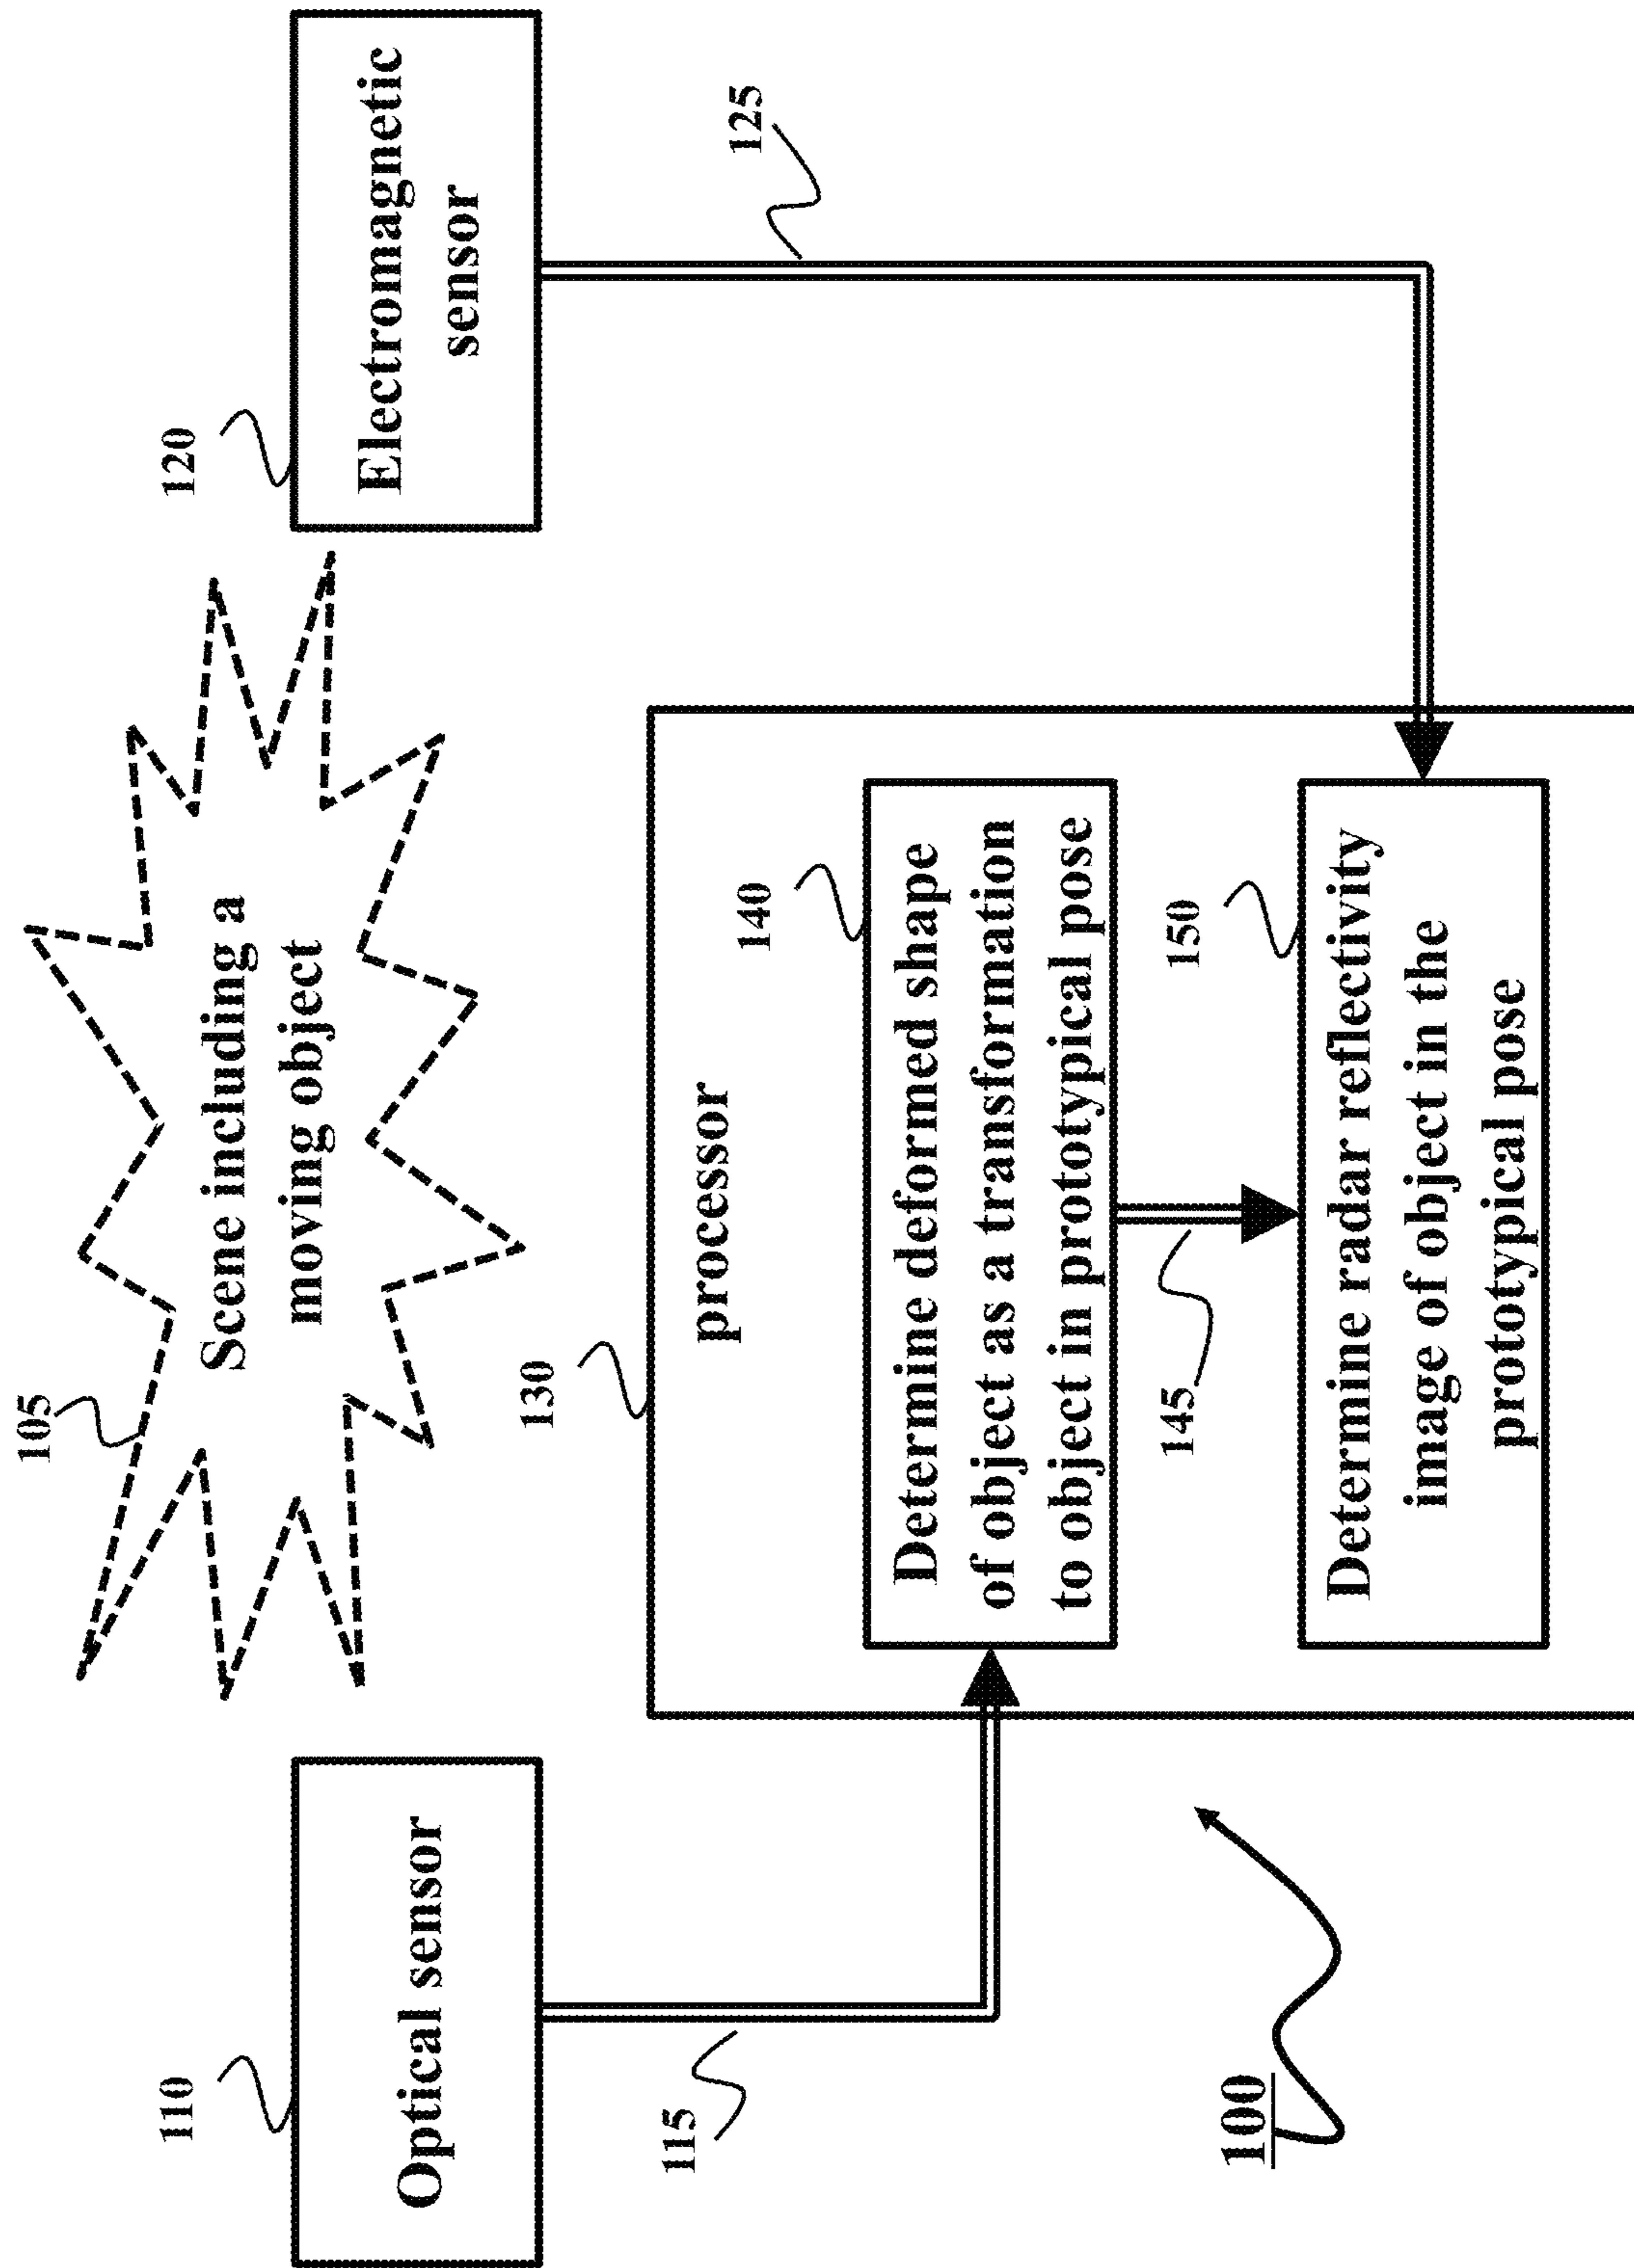 105
Scene including a
moving object
110
Optical sensor
120
Electromagnetic
sensor
115
125
130
processor
140
Determine deformed shape
of object as a transformation
to object in prototypical pose
145
150
Determine radar reflectivity
image of object in the
prototypical pose
100